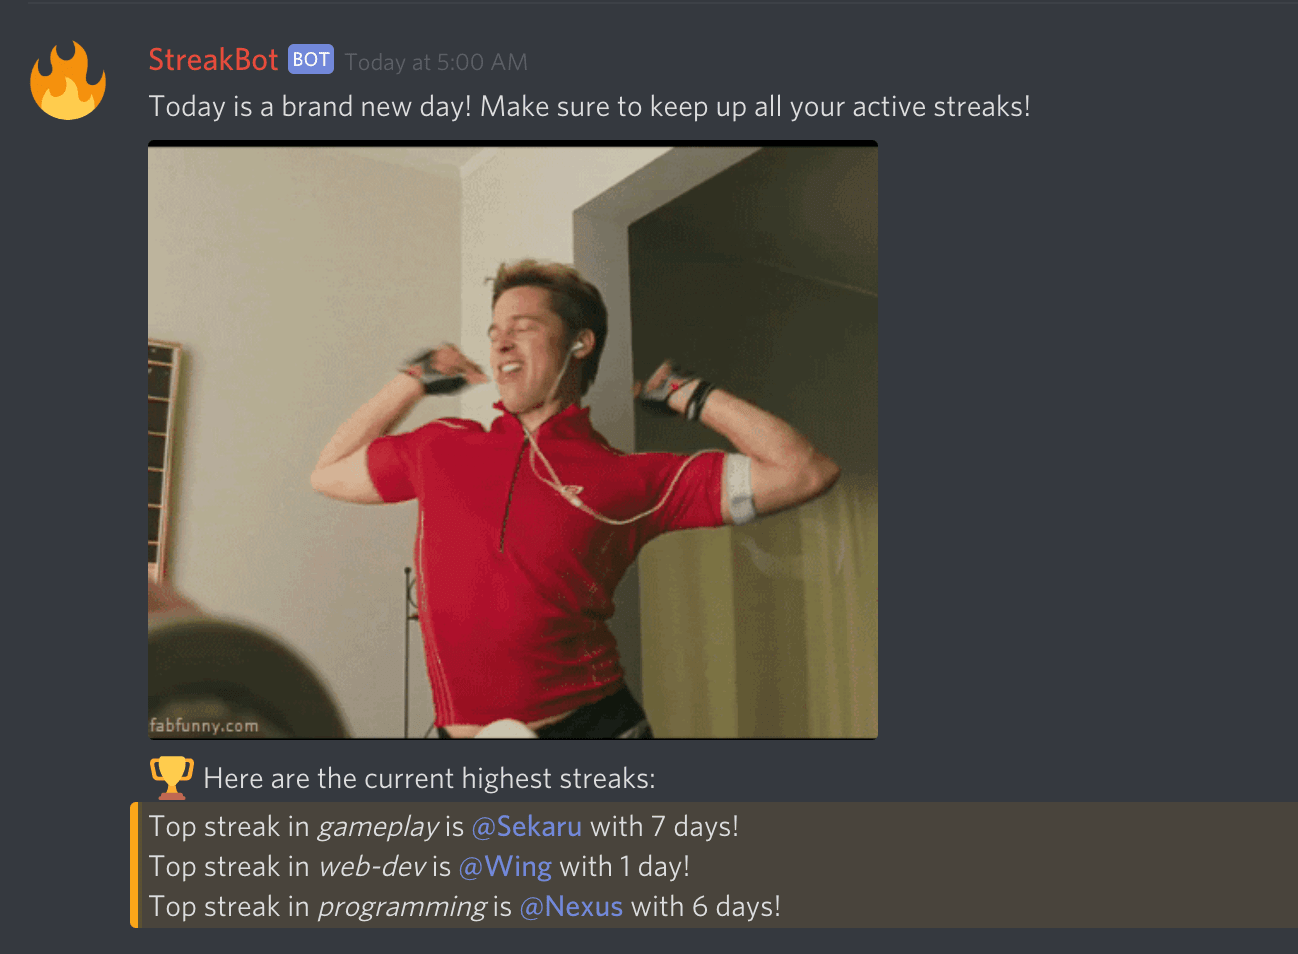 StreakBot BOT Today at 5:00 AM
Today is a brand new day! Make sure to keep up all your active streaks!
fabfunny.com
Here are the current highest streaks:
Top streak in gameplay is @Sekaru with 7 days!
Top streak in web-dev is @Wing with 1 day!
Top streak in programming is @Nexus with 6 days!